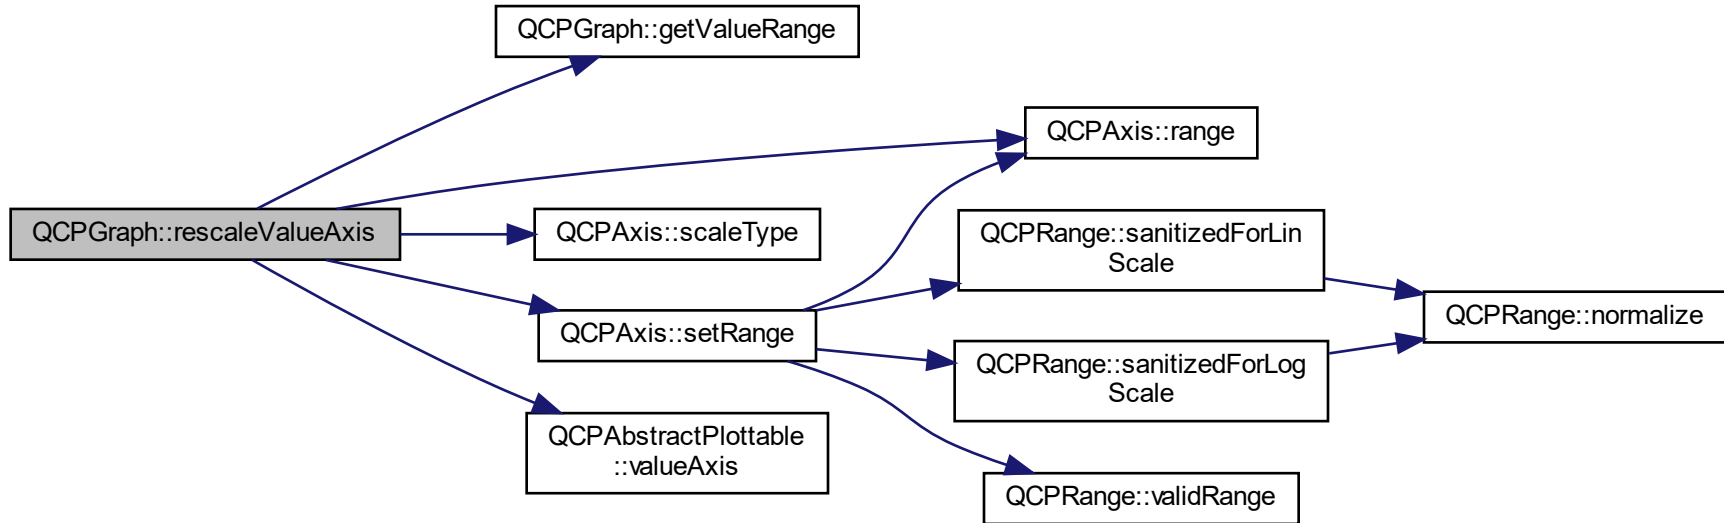 QCPGraph::getValueRange
QCPAxis::range
QCPGraph::rescaleValueAxis
QCPAxis::scaleType
QCPRange::sanitizedForLin
Scale
QCPAxis::setRange
QCPRange::normalize
QCPRange::sanitizedForLog
Scale
QCPAbstractPlottable
::valueAxis
QCPRange::validRange